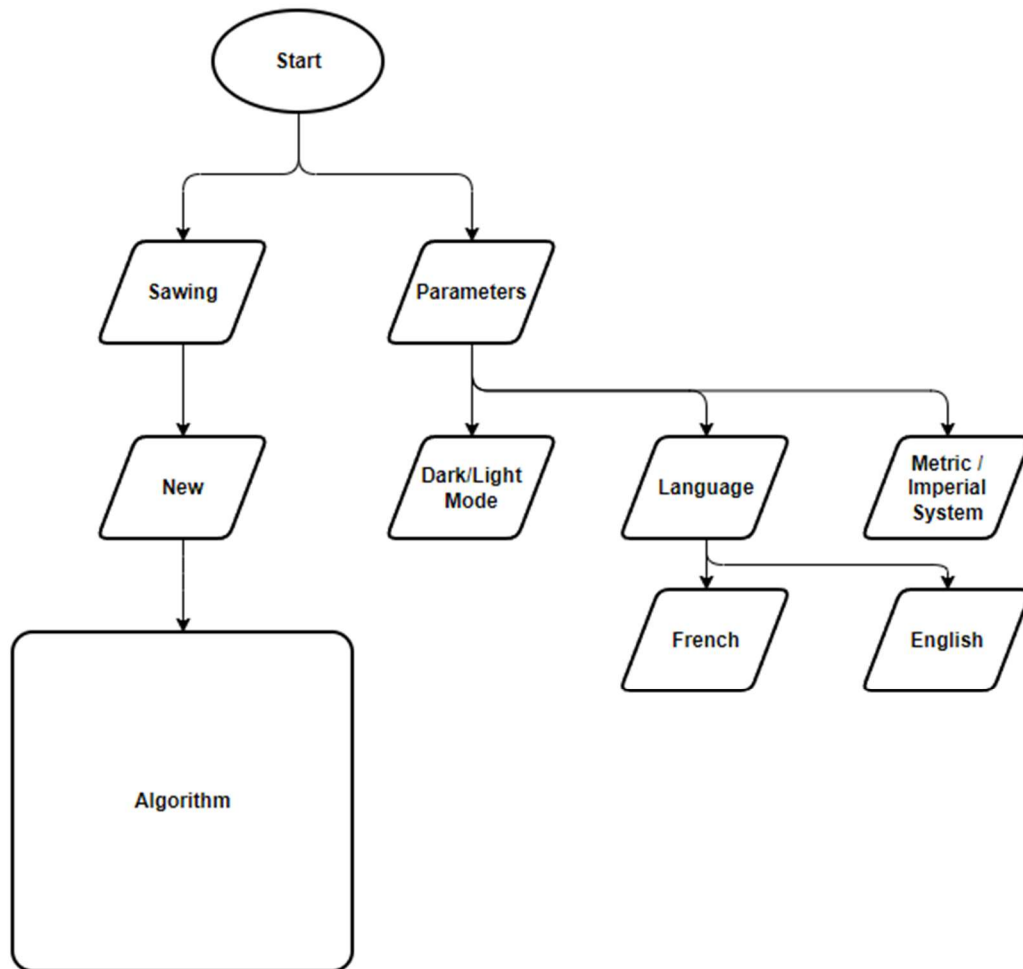 Start
Sawing
Parameters
New
Dark/Light
Mode
Language
Metric /
Imperial
System
French
English
Algorithm